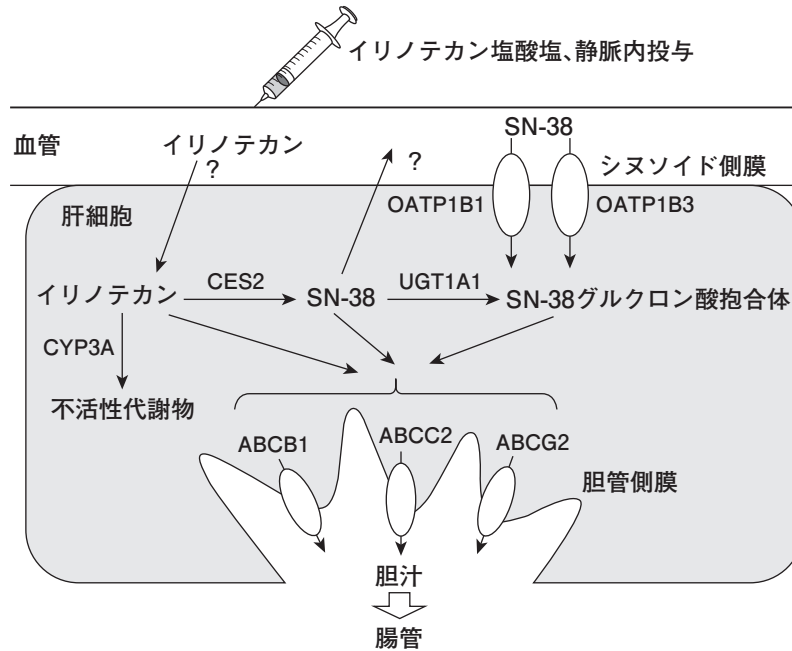 イリノテカン塩酸塩、静脈内投与
血管
イリノテカン
?
?
SN-38
シヌソイド側膜
OATP1B1
OATP1B3
肝細胞
イリノテカン
CES2
SN-38
UGT1A1
SN-38グルクロン酸抱合体
CYP3A
不活性代謝物
ABCB1
ABCC2
ABCG2
胆管側膜
胆汁
腸管